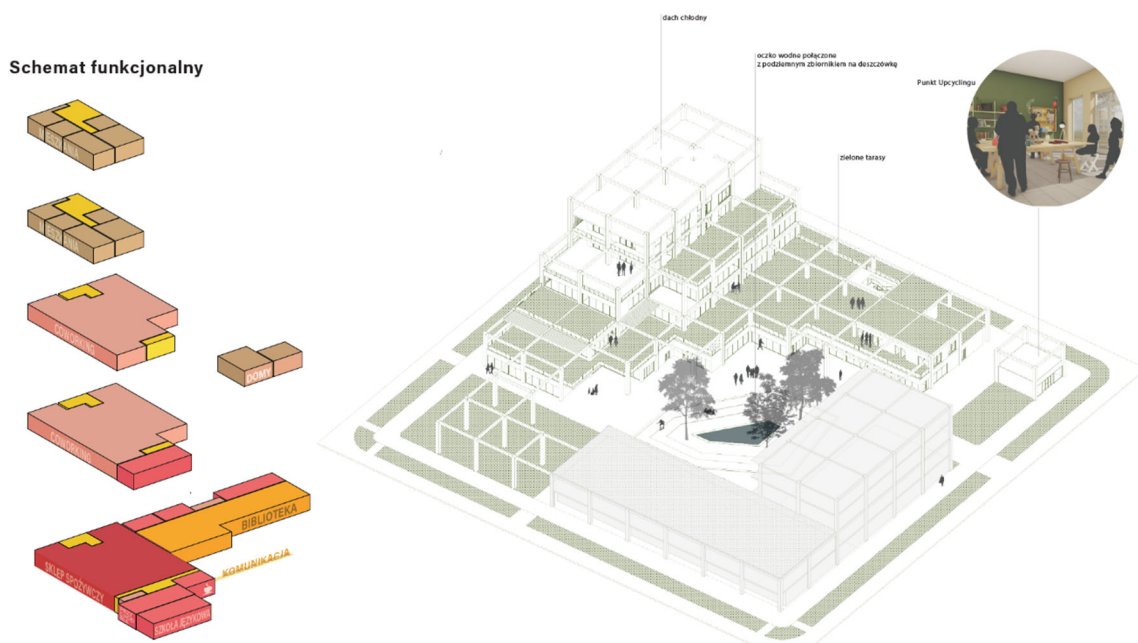 Schemat funkcjonalny
dach chłodny
oczko wodne połączone
z podziemnym zbiornikiem na deszczówkę
Punkt Upcyclingu
zielone tarasy
COWORKING
DOMY
COWORKING
BIBLIOTEKA
KOMUNIKACJA
SKLEP SPOŻYWCZY
SZKOŁA JĘZYKOWA